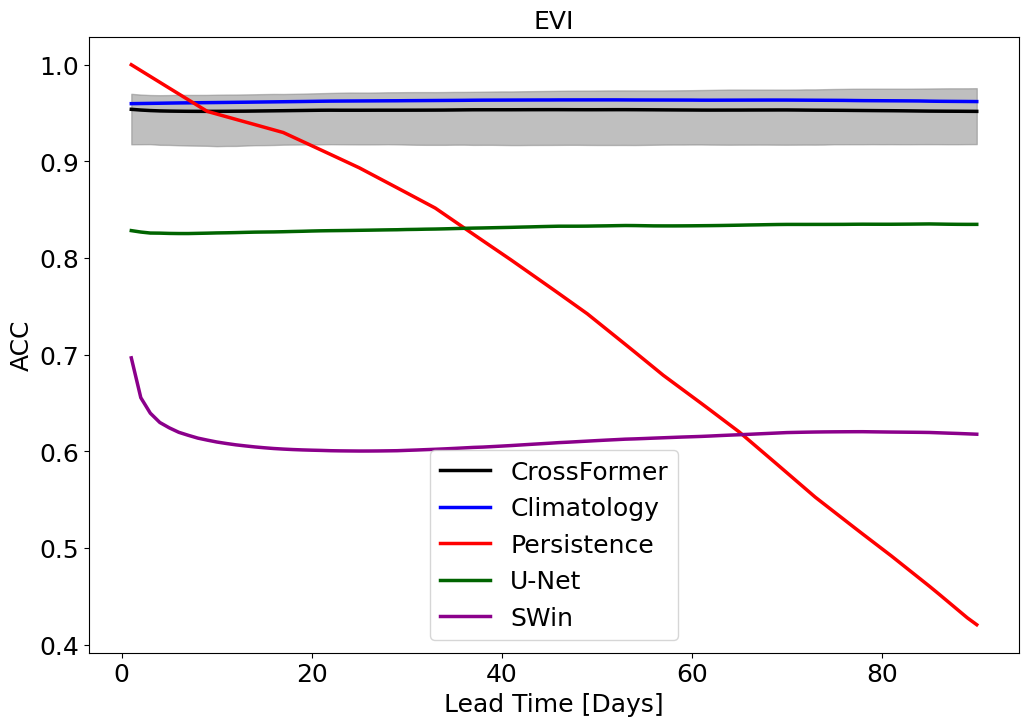 EVI
ACC
1.0
0.9
0.8
0.7
0.6
0.5
0.4
CrossFormer
Climatology
Persistence
U-Net
SWin
0 20 40 60 80
Lead Time [Days]